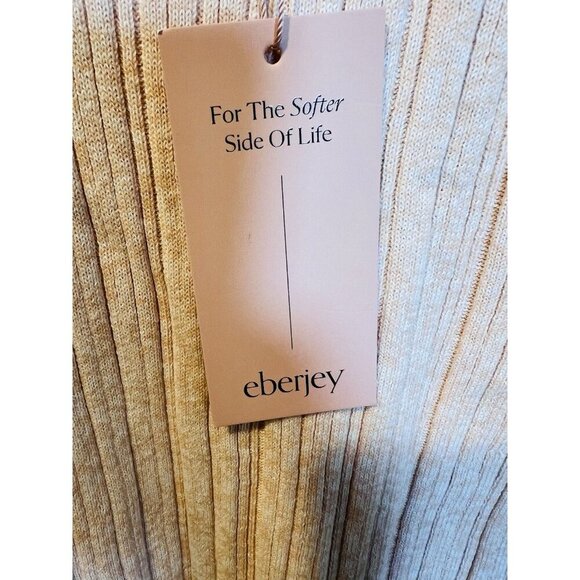 For The Softer
Side Of Life
eberjey